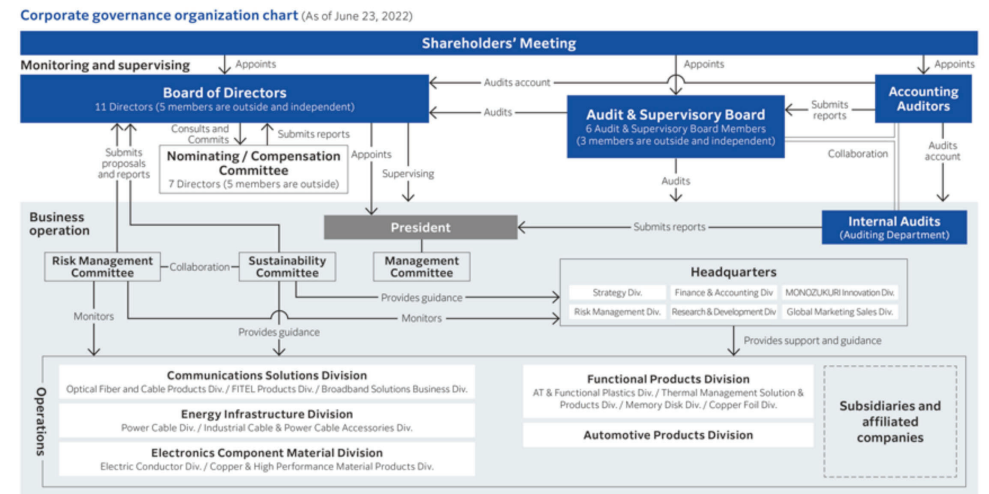 Corporate governance organization chart (As of June 23, 2022)
Shareholders' Meeting
Monitoring and supervising
Appoints
Appoints
Appoints
Board of Directors
11 Directors (5 members are outside and independent)
Audits account
Audits
Audit & Supervisory Board
6 Audit & Supervisory Board Members
(3 members are outside and independent)
Submits
reports
Accounting
Auditors
Consults and
Commits
Submits reports
Submits
proposals
and reports
Nominating / Compensation
Committee
7 Directors (5 members are outside)
Appoints
Supervising
Audits
Collaboration
Audits
account
Business
operation
President
Submits reports
Internal Audits
(Auditing Department)
Risk Management
Committee
Collaboration
Sustainability
Committee
Management
Committee
Headquarters
Strategy Div.
Finance & Accounting Div
MONOZUKURI Innovation Div.
Risk Management Div.
Research & Development Div
Global Marketing Sales Div.
Provides guidance
Monitors
Monitors
Provides guidance
Provides support and guidance
Operations
Communications Solutions Division
Optical Fiber and Cable Products Div. / FITEL Products Div. / Broadband Solutions Business Div.
Energy Infrastructure Division
Power Cable Div. / Industrial Cable & Power Cable Accessories Div.
Electronics Component Material Division
Electric Conductor Div. / Copper & High Performance Material Products Div.
Functional Products Division
AT & Functional Plastics Div. / Thermal Management Solution &
Products Div. / Memory Disk Div. / Copper Foil Div.
Automotive Products Division
Subsidiaries and
affiliated
companies